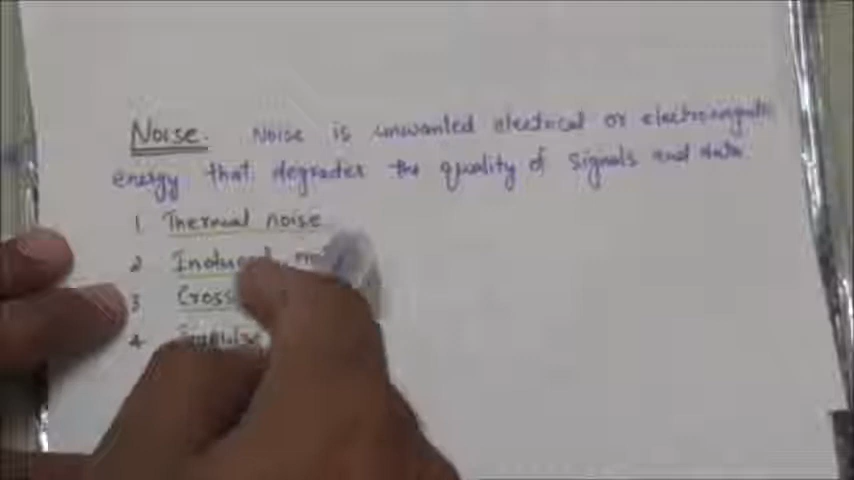 Noise. Noise is unwanted electrical or electromagnetic
energy that degrades the quality of signals and data
1 Thermal noise
2 Induced
3 Cross
4 Impulse